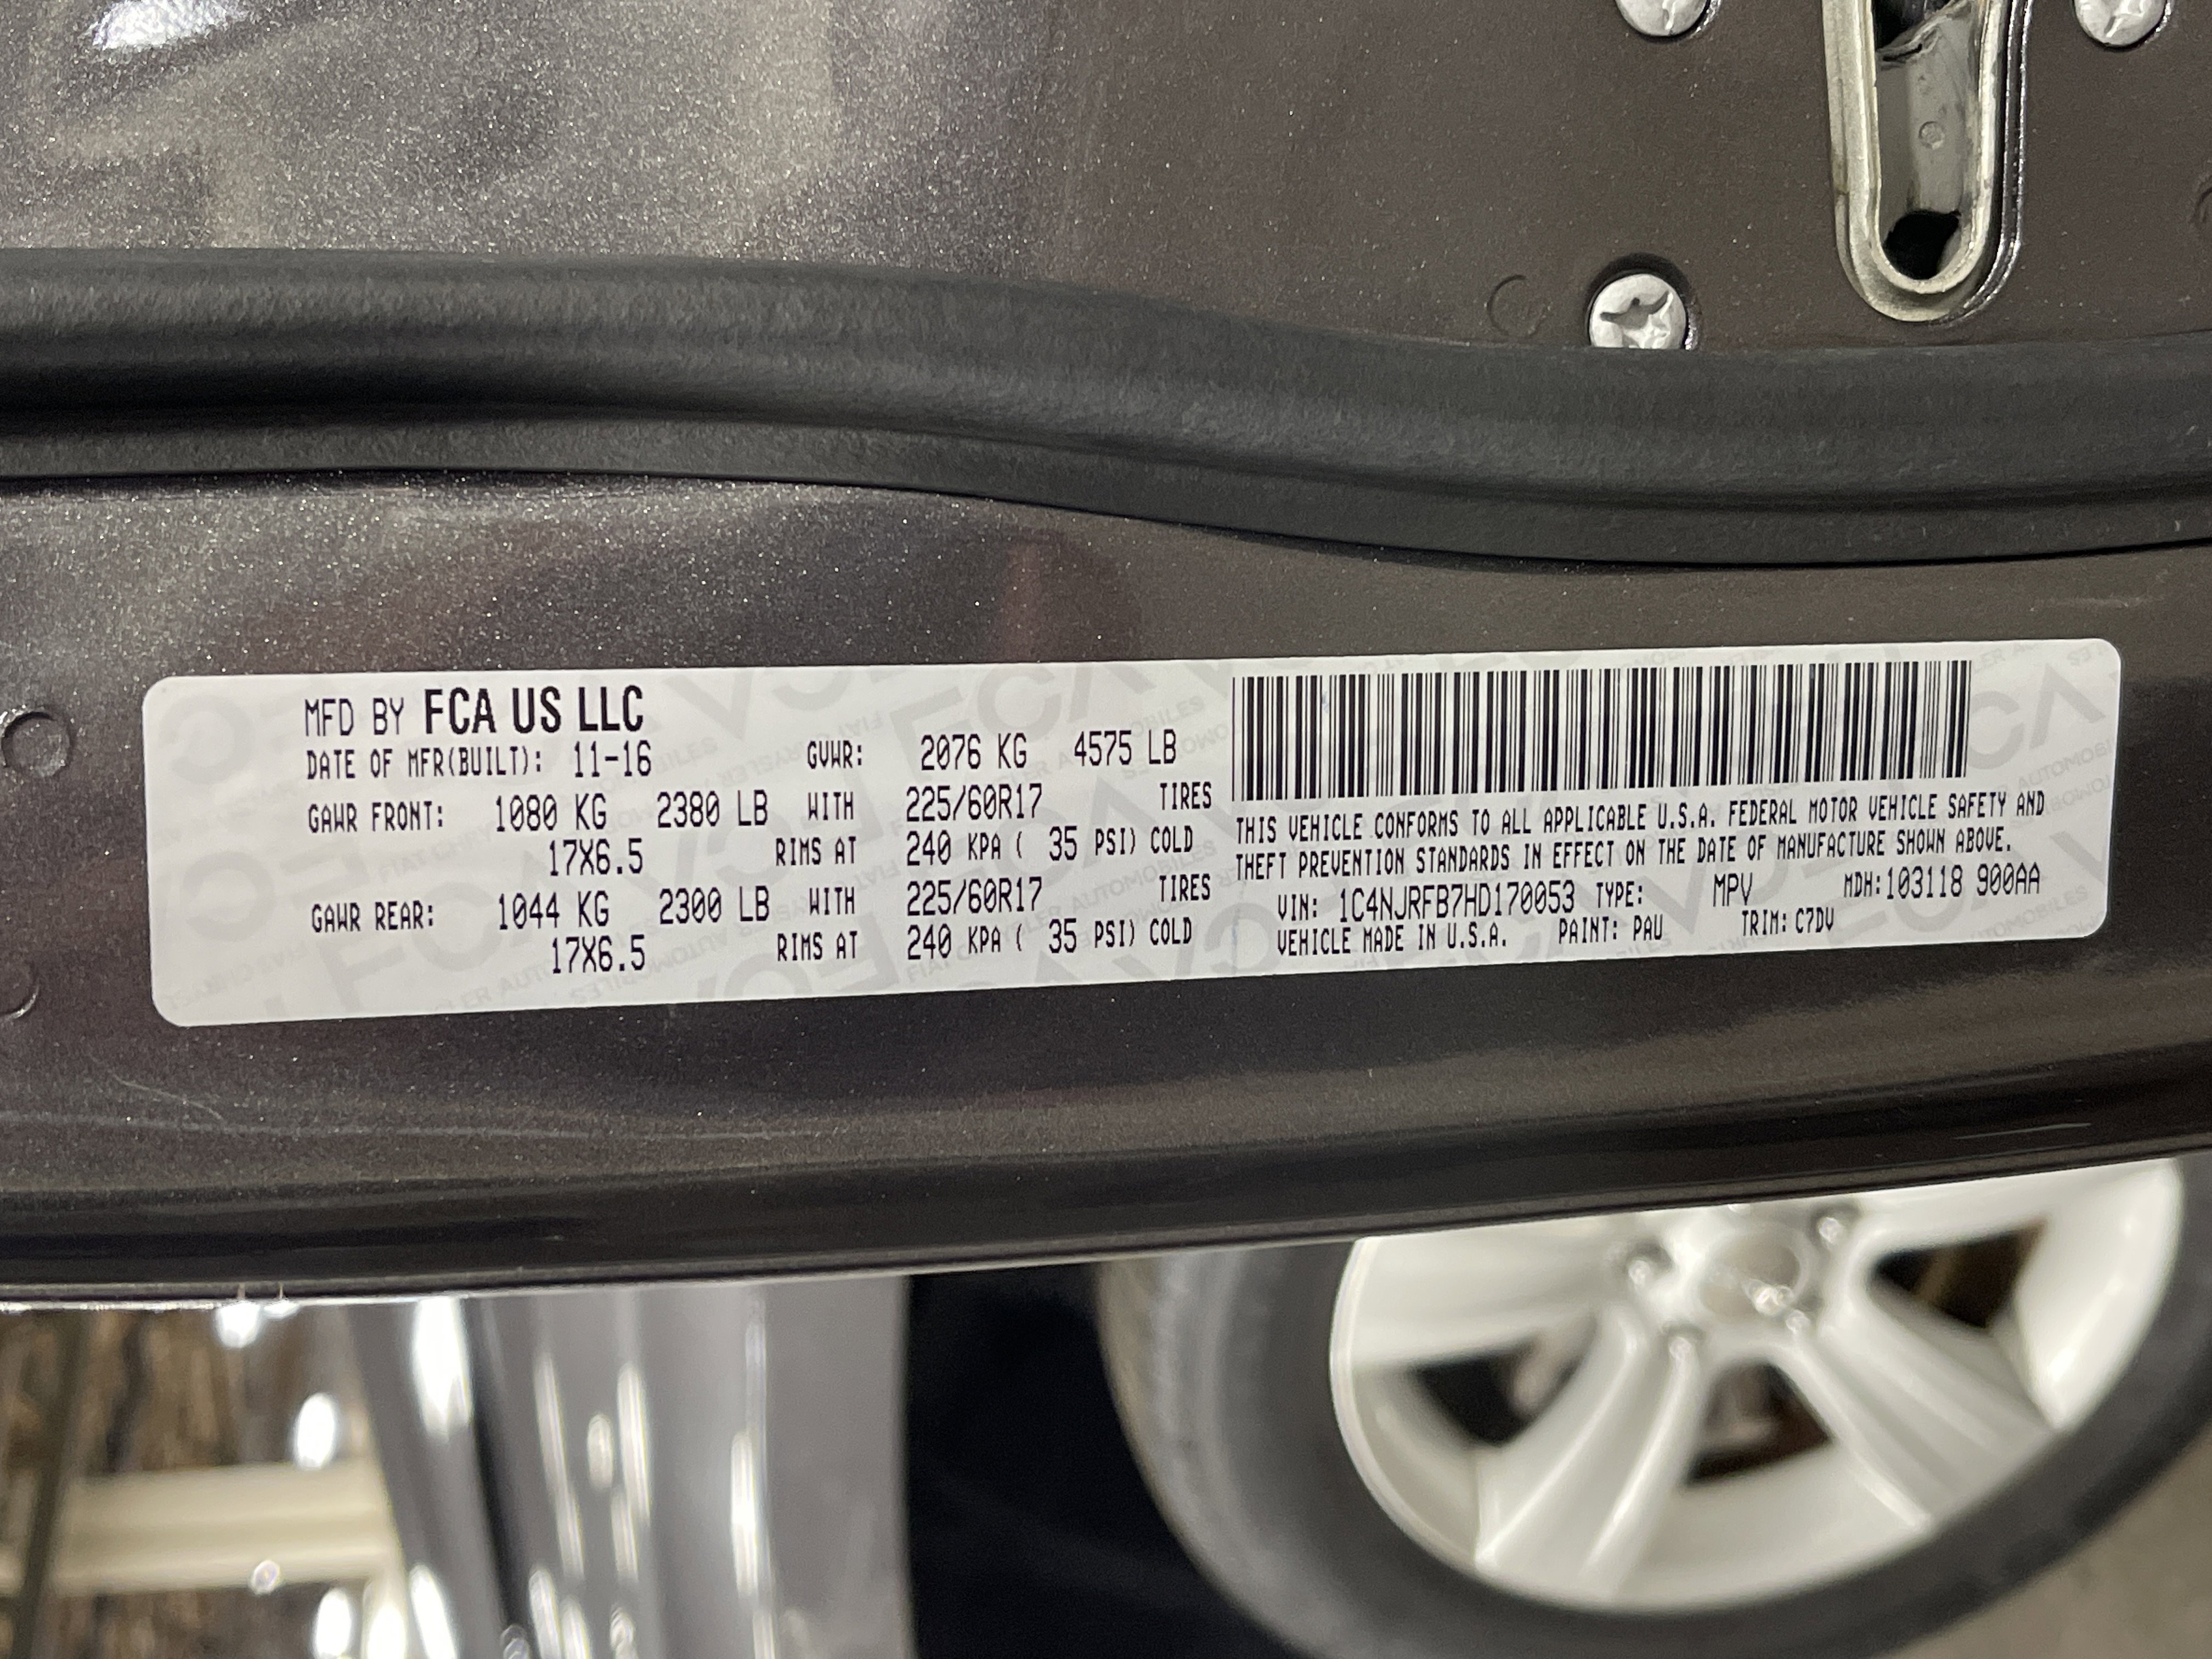 MFD BY FCA US LLC
DATE OF MFR(BUILT): 11-16 GVWR: 2076 KG 4575 LB
GAWR FRONT: 1080 KG 2380 LB WITH 225/60R17 TIRES
17X6.5 RIMS AT 240 KPA ( 35 PSI) COLD
GAWR REAR: 1044 KG 2300 LB WITH 225/60R17 TIRES
17X6.5 RIMS AT 240 KPA ( 35 PSI) COLD
THIS VEHICLE CONFORMS TO ALL APPLICABLE U.S.A. FEDERAL MOTOR VEHICLE SAFETY AND
THEFT PREVENTION STANDARDS IN EFFECT ON THE DATE OF MANUFACTURE SHOWN ABOVE.
VIN: 1C4NJRFB7HD170053 TYPE: MPV MDH:103118 900AA
VEHICLE MADE IN U.S.A. PAINT: PAU TRIM: C7DV